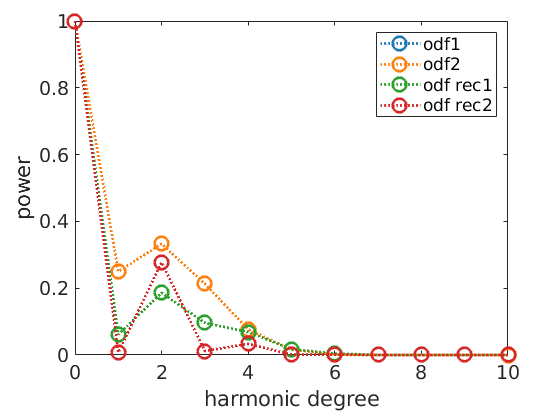 1
odf1
odf2
odf rec1
odf rec2
0.8
0.6
power
0.4
0.2
0
0 2 4 6 8 10
harmonic degree